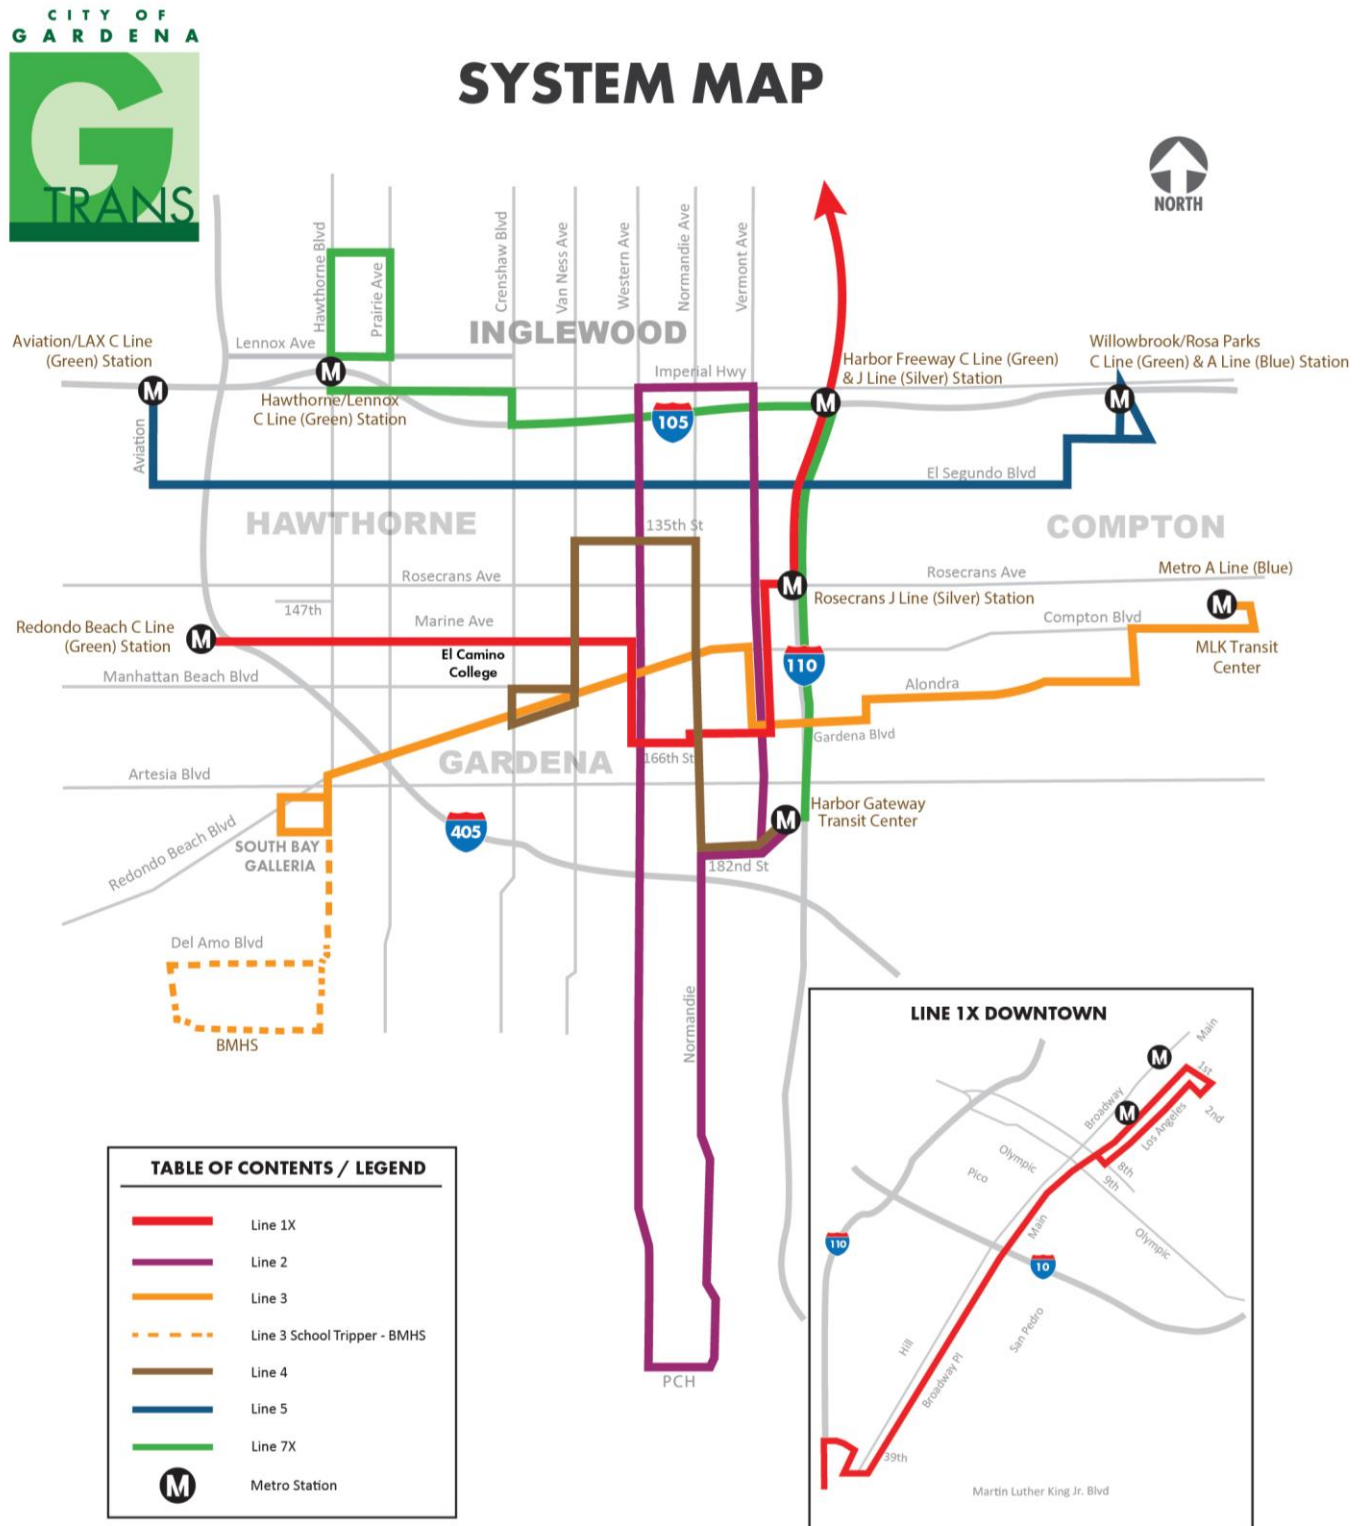 CITY OF
GARDENA
G
TRANS
SYSTEM MAP
NORTH
Hawthorne Blvd
Prairie Ave
Crenshaw Blvd
Van Ness Ave
Western Ave
Normandie Ave
Vermont Ave
INGLEWOOD
Lennox Ave
Aviation/LAX C Line
(Green) Station
M
M
Hawthorne/Lennox
C Line (Green) Station
Imperial Hwy
105
Harbor Freeway C Line (Green)
& J Line (Silver) Station
M
Willowbrook/Rosa Parks
C Line (Green) & A Line (Blue) Station
M
Aviation
El Segundo Blvd
HAWTHORNE
135th St
COMPTON
Rosecrans Ave
Rosecrans Ave
Metro A Line (Blue)
M
M
Rosecrans J Line (Silver) Station
147th
Marine Ave
Compton Blvd
Redondo Beach C Line
(Green) Station
M
El Camino
College
MLK Transit
Center
110
Manhattan Beach Blvd
Alondra
Gardena Blvd
GARDENA
166th St
Artesia Blvd
Harbor Gateway
Transit Center
M
405
Redondo Beach Blvd
SOUTH BAY
GALLERIA
182nd St
Del Amo Blvd
BMHS
Normandie
PCH
TABLE OF CONTENTS / LEGEND
Line 1X
Line 2
Line 3
Line 3 School Tripper - BMHS
Line 4
Line 5
Line 7X
M
Metro Station
LINE 1X DOWNTOWN
Main
M
1st
Broadway
M
2nd
Los Angeles
Olympic
8th
Pico
9th
Main
Olympic
110
10
San Pedro
Hill
Broadway Pl
39th
Martin Luther King Jr. Blvd